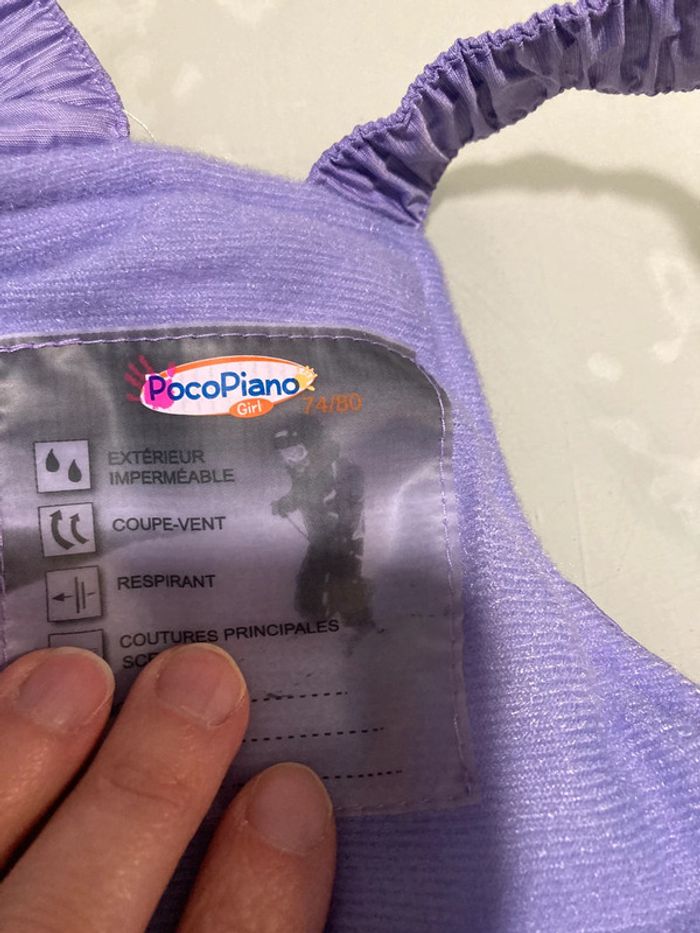 PocoPiano
Girl
74/80
EXTÉRIEUR
IMPERMÉABLE
COUPE-VENT
RESPIRANT
COUTURES PRINCIPALES